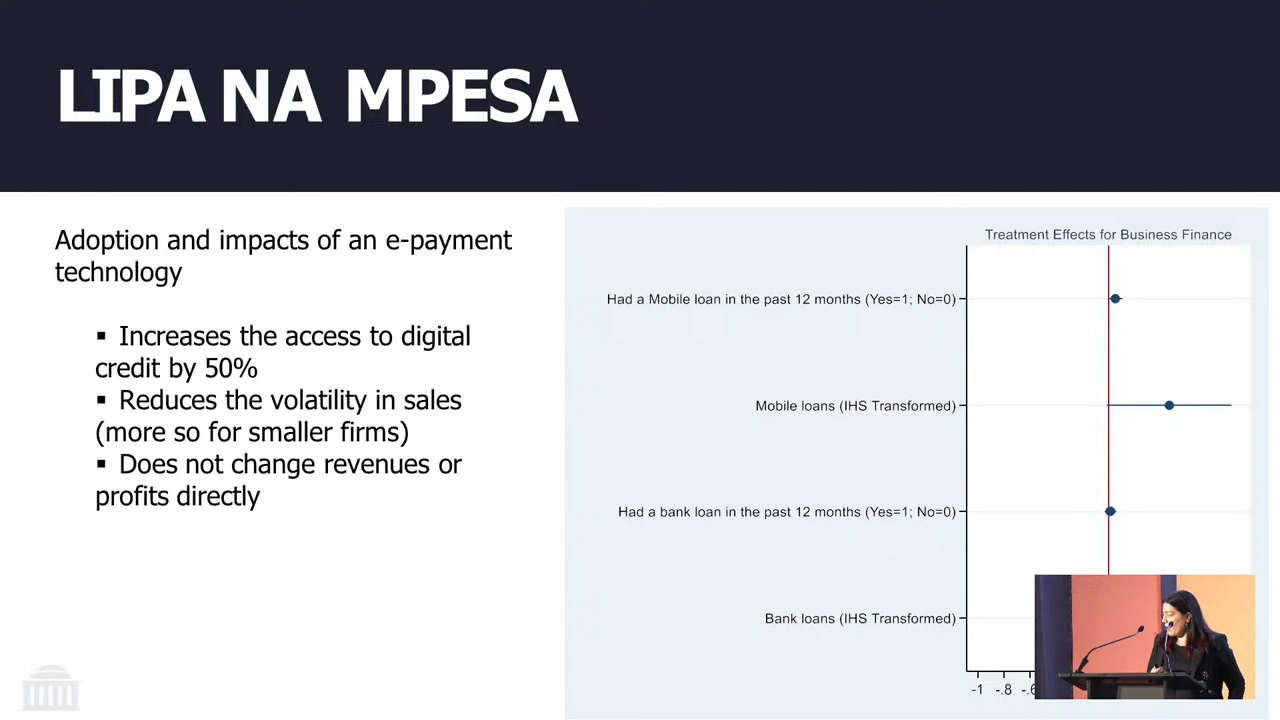 LIPA NA MPESA
Adoption and impacts of an e-payment
technology
▪ Increases the access to digital
credit by 50%
▪ Reduces the volatility in sales
(more so for smaller firms)
▪ Does not change revenues or
profits directly
Treatment Effects for Business Finance
Had a Mobile loan in the past 12 months (Yes=1; No=0)
Mobile loans (IHS Transformed)
Had a bank loan in the past 12 months (Yes=1; No=0)
Bank loans (IHS Transformed)
-1 -.8